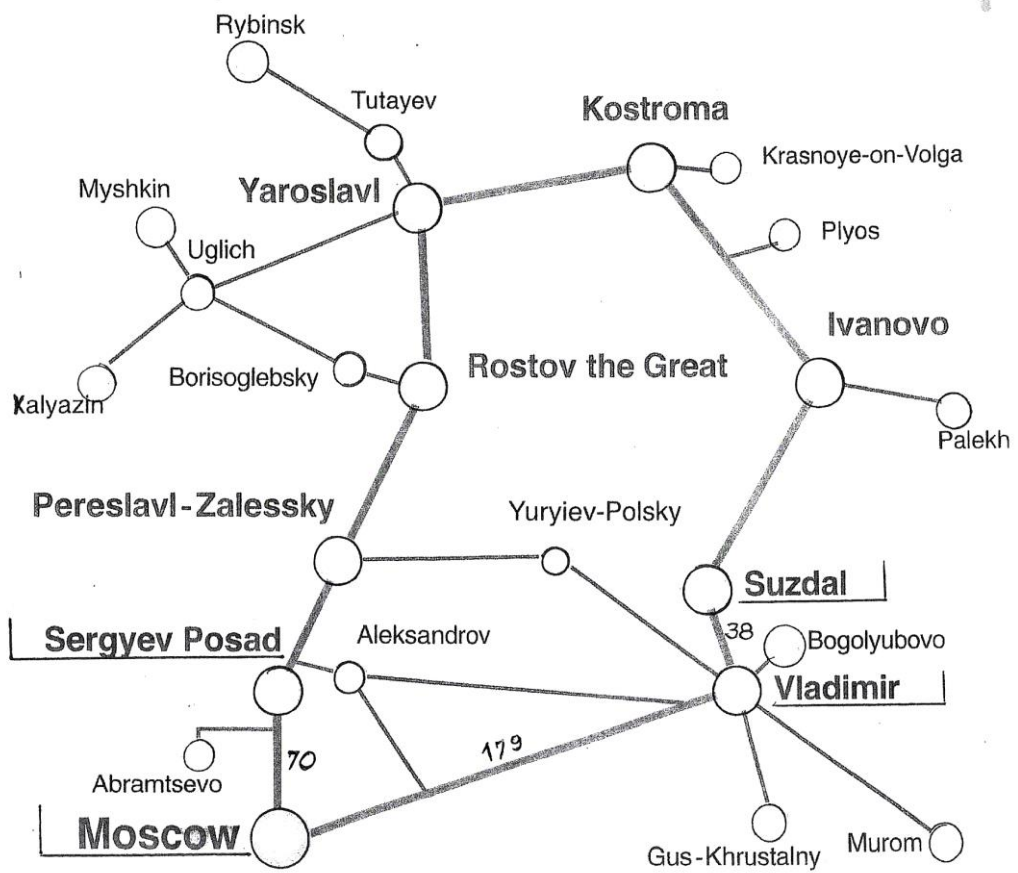 Rybinsk
Tutayev
Kostroma
Krasnoye-on-Volga
Myshkin
Yaroslavl
Plyos
Uglich
Ivanovo
Borisoglebsky
Rostov the Great
Kalyazin
Palekh
Pereslavl-Zalessky
Yuryiev-Polsky
Suzdal
Sergyev Posad
Aleksandrov
38
Bogolyubovo
Vladimir
179
70
Abramtsevo
Moscow
Gus-Khrustalny
Murom